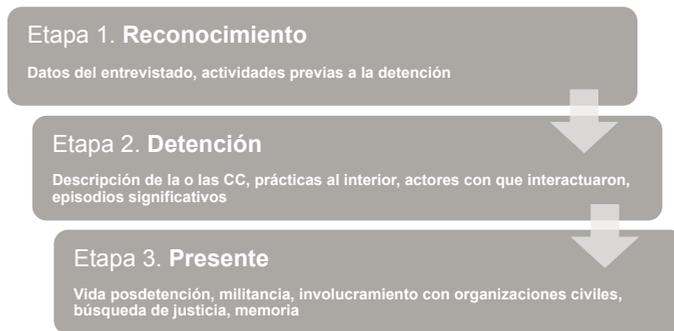 Etapa 1. Reconocimiento
Datos del entrevistado, actividades previas a la detención
Etapa 2. Detención
Descripción de la o las CC, prácticas al interior, actores con que interactuaron,
episodios significativos
Etapa 3. Presente
Vida posdetención, militancia, involucramiento con organizaciones civiles,
búsqueda de justicia, memoria